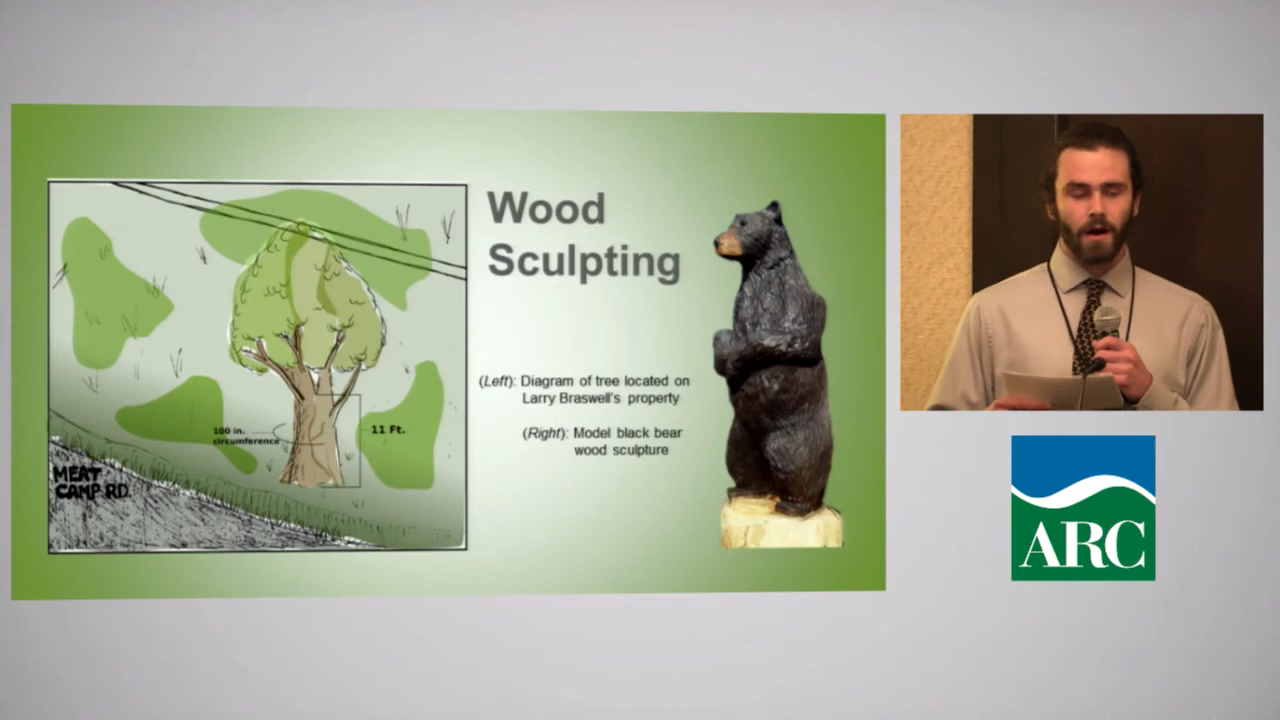 Wood
Sculpting
(Left): Diagram of tree located on
Larry Braswell's property
(Right): Model black bear
wood sculpture
100 in.
circumference
11 Ft.
MEAT
CAMP RD.
ARC